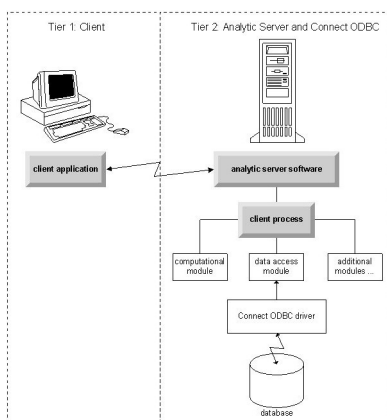 Tier 1: Client
Tier 2: Analytic Server and Connect ODBC
client application
analytic server software
client process
computational
module
data access
module
additional
modules ...
Connect ODBC driver
database